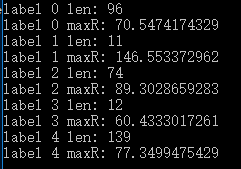 label 0 len: 96
label 0 maxR: 70.5474174329
label 1 len: 11
label 1 maxR: 146.553372962
label 2 len: 74
label 2 maxR: 89.3028659283
label 3 len: 12
label 3 maxR: 60.4333017261
label 4 len: 139
label 4 maxR: 77.3499475429